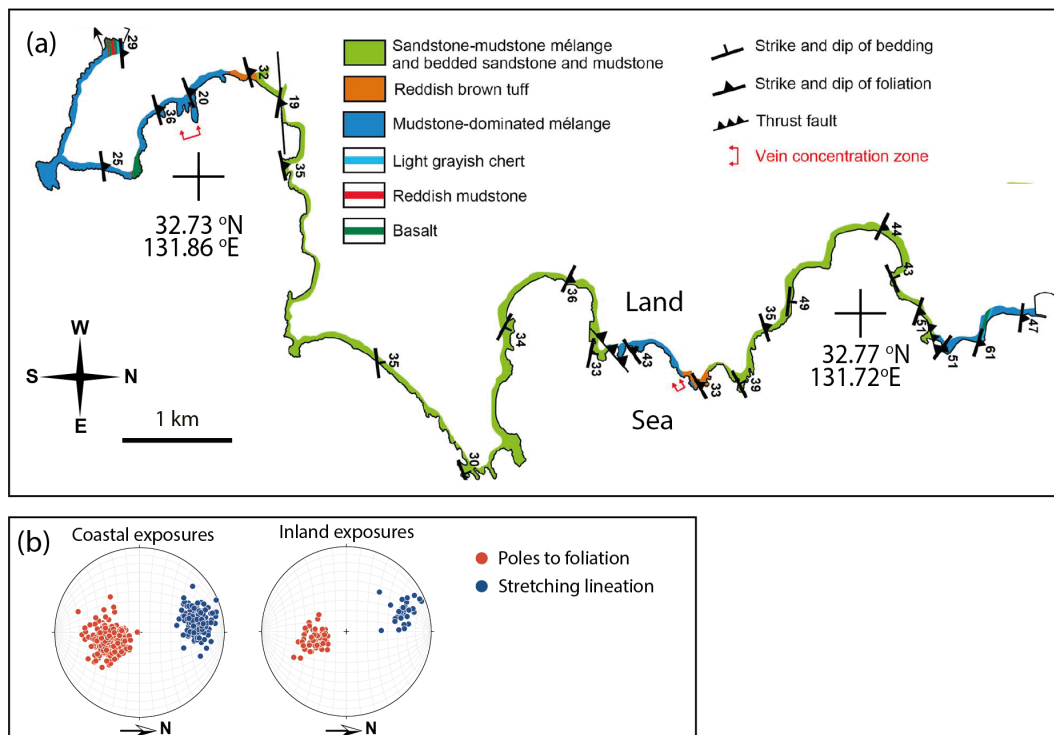 (a)
29
32
20
36
19
25
35
32.73 ºN
131.86 ºE
Sandstone-mudstone mélange
and bedded sandstone and mudstone
Reddish brown tuff
Mudstone-dominated mélange
Light grayish chert
Reddish mudstone
Basalt
Strike and dip of bedding
Strike and dip of foliation
Thrust fault
Vein concentration zone
W
S
N
E
1 km
35
30
34
36
33
43
Land
Sea
33
39
35
49
44
43
51
51
61
47
32.77 ºN
131.72ºE
(b)
Coastal exposures
Inland exposures
N
N
Poles to foliation
Stretching lineation